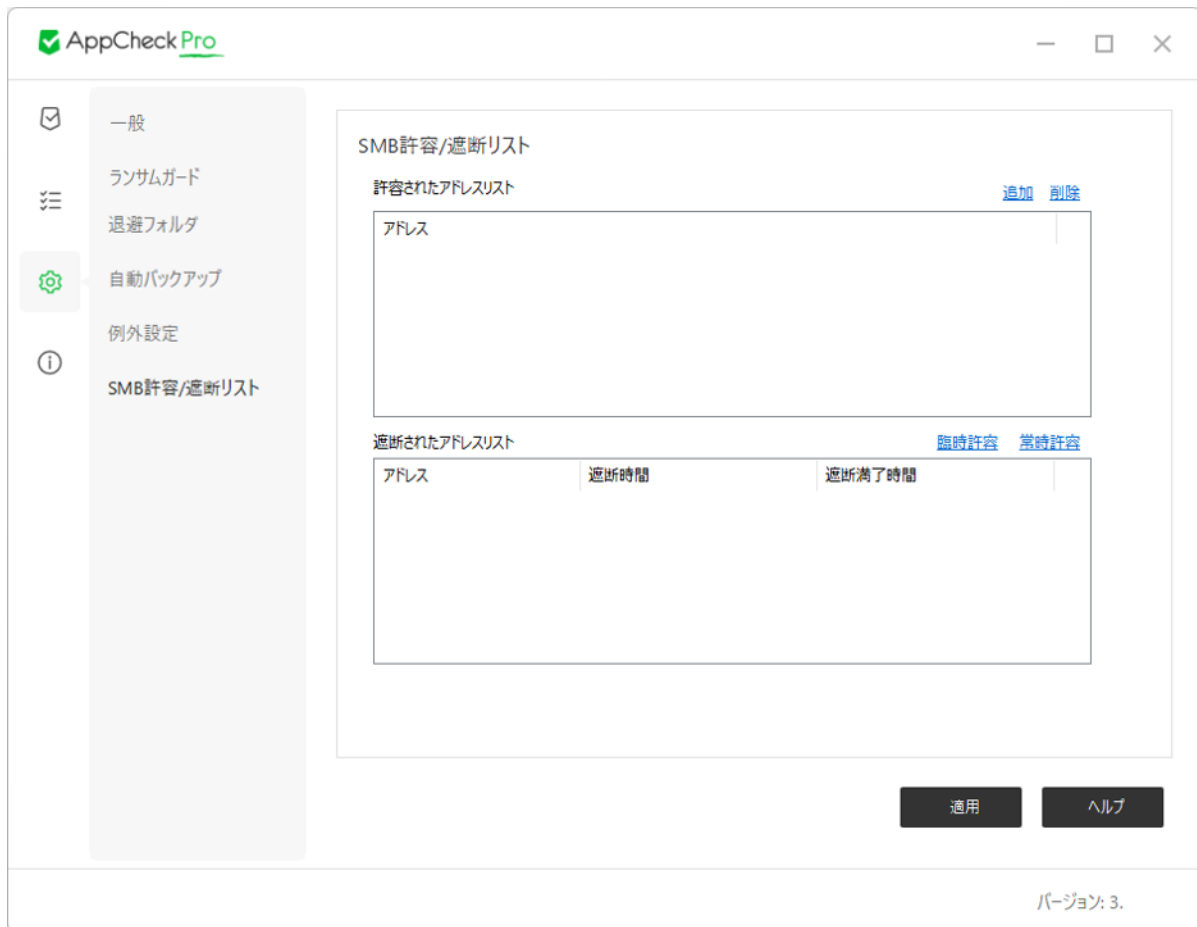 AppCheck Pro
一般
ランサムガード
退避フォルダ
自動バックアップ
例外設定
SMB許容/遮断リスト
SMB許容/遮断リスト
許容されたアドレスリスト 追加 削除
アドレス
遮断されたアドレスリスト 臨時許容 常時許容
アドレス 遮断時間 遮断満了時間
適用 ヘルプ
バージョン: 3.